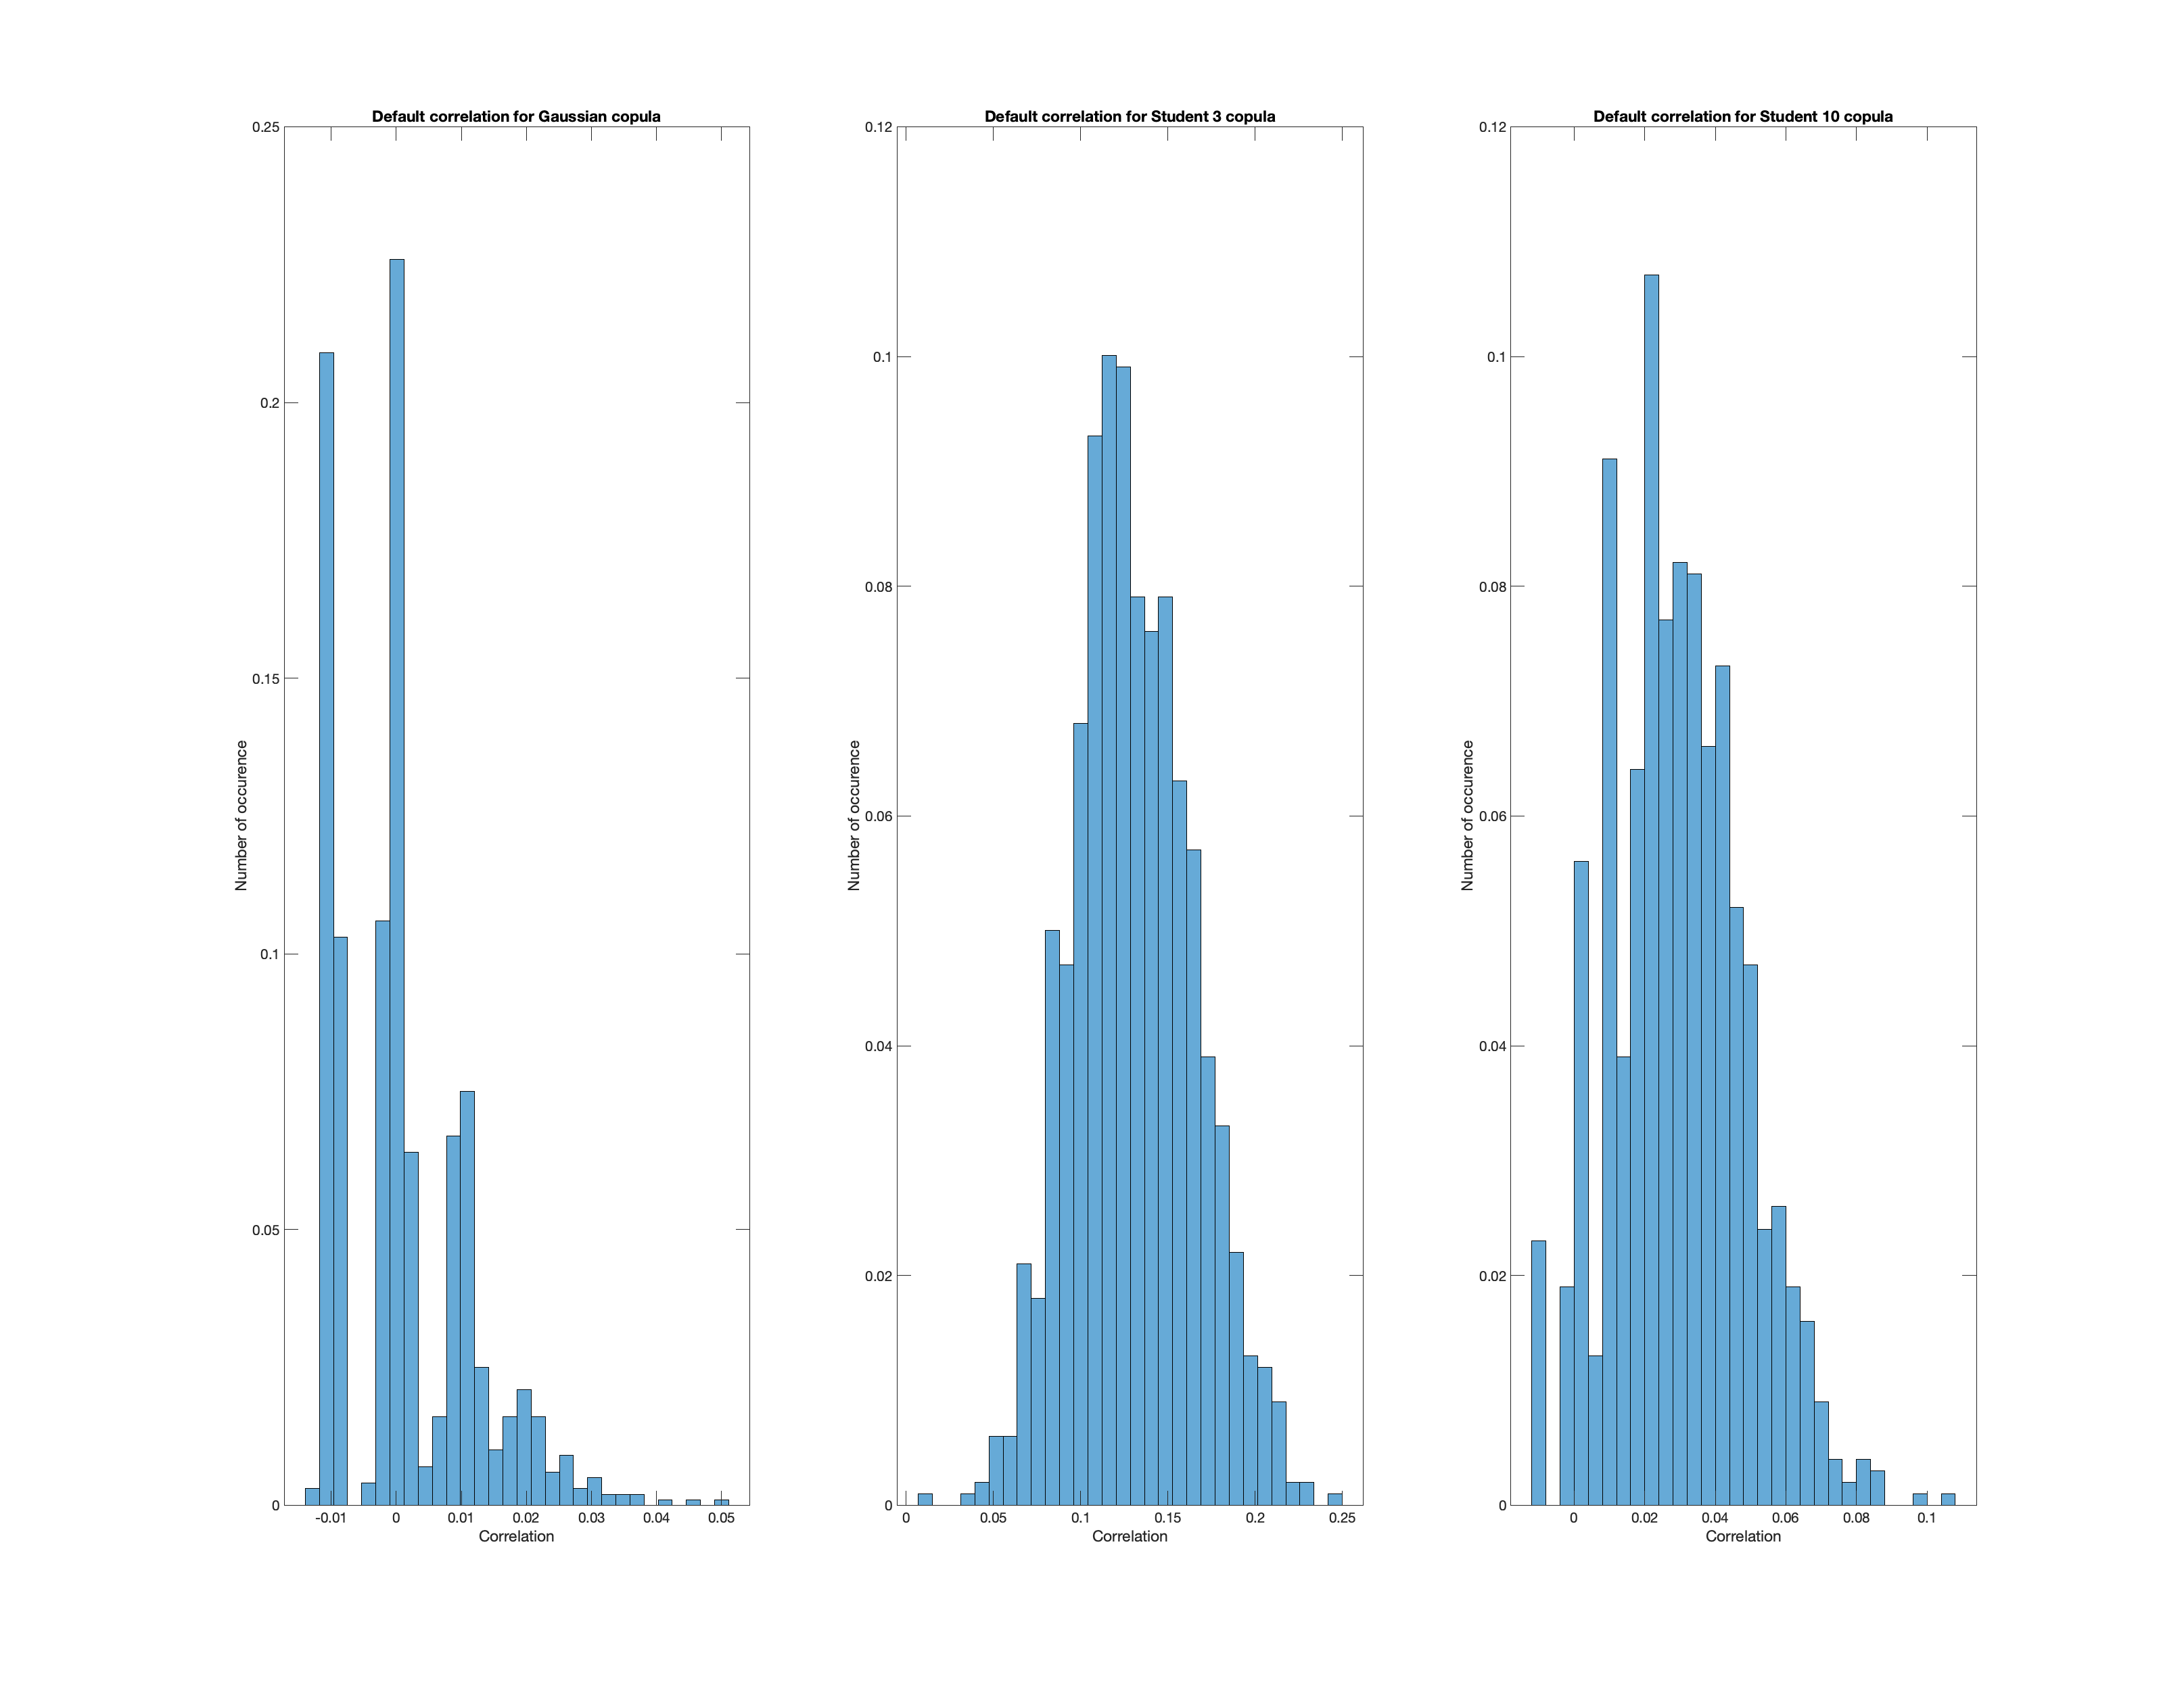 Default correlation for Gaussian copula
0.25
0.2
0.15
0.1
0.05
0
Number of occurence
-0.01 0 0.01 0.02 0.03 0.04 0.05
Correlation
Default correlation for Student 3 copula
0.12
0.1
0.08
0.06
0.04
0.02
0
Number of occurence
0 0.05 0.1 0.15 0.2 0.25
Correlation
Default correlation for Student 10 copula
0.12
0.1
0.08
0.06
0.04
0.02
0
Number of occurence
0 0.02 0.04 0.06 0.08 0.1
Correlation